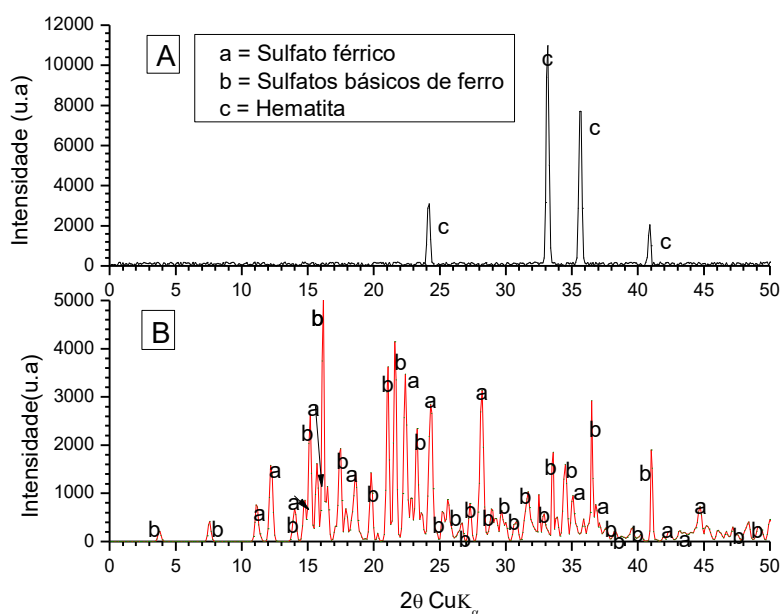 A
a = Sulfato férrico
b = Sulfatos básicos de ferro
c = Hematita
Intensidade (u.a)
12000
10000
8000
6000
4000
2000
0
c
c
c
c
0 5 10 15 20 25 30 35 40 45 50
B
Intensidade(u.a)
5000
4000
3000
2000
1000
0
b b a a b a b a b b a b b b a b a b b b a b b b b b a b a b b b a a b a b b
0 5 10 15 20 25 30 35 40 45 50
2θ CuKα